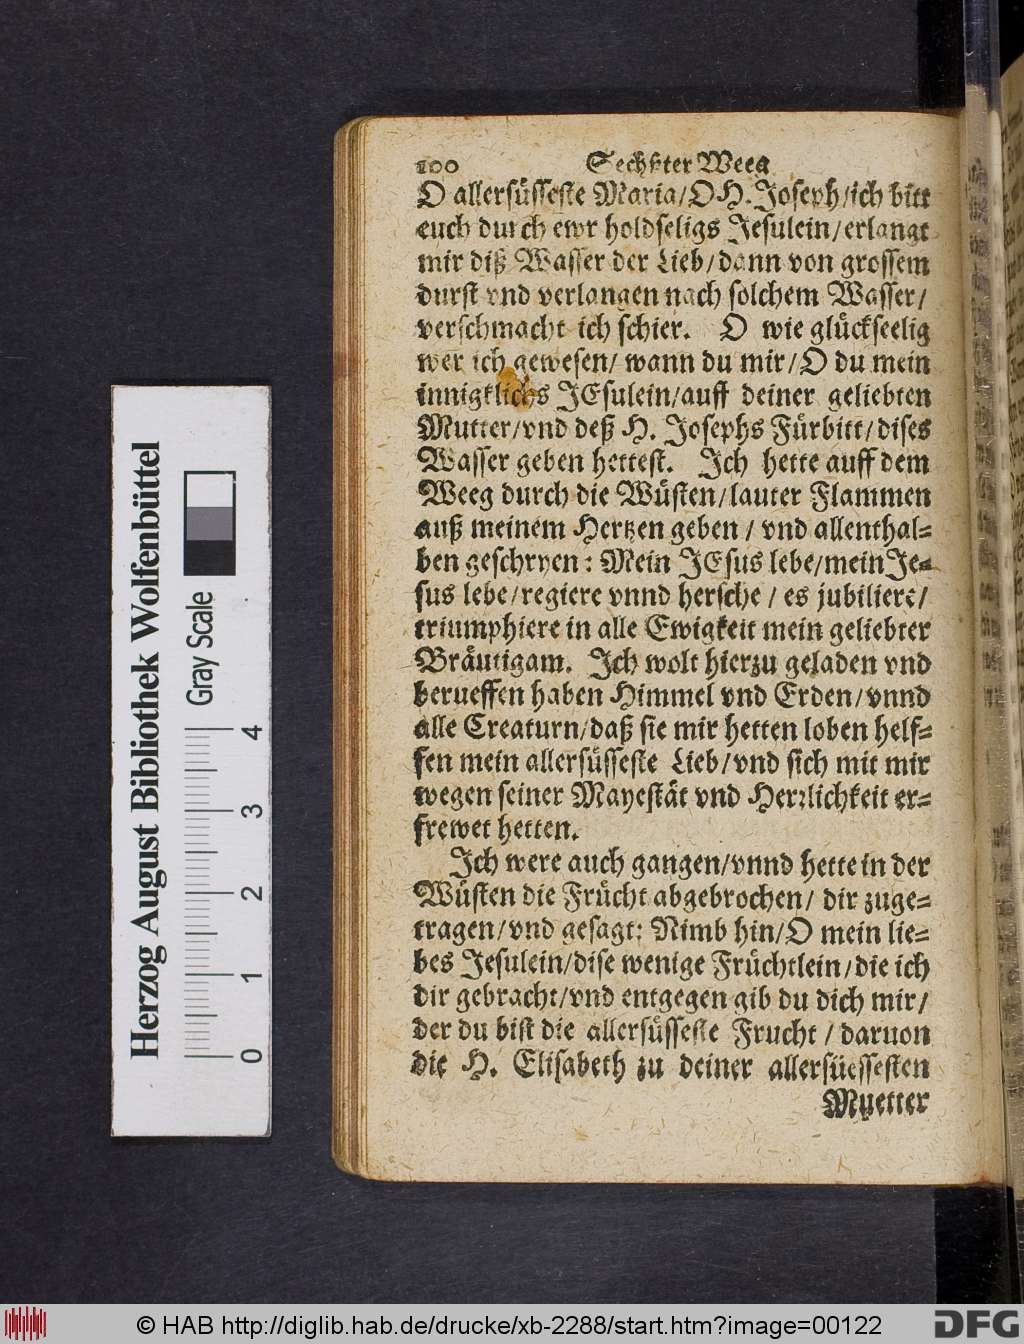 100 Sechster Weeg
O allersüsseste Maria/O H. Joseph/ich bitt
euch durch ewr holdseligs Jesulein/erlangt
mir diß Wasser der Lieb/dann von grossem
durst vnd verlangen nach solchem Wasser/
verschmacht ich schier. O wie glückseelig
wer ich gewesen/ wann du mir/O du mein
innigklichs JEsulein/auff deiner geliebten
Mutter/vnd deß H. Josephs Fürbitt/dises
Wasser geben hettest. Ich hette auff dem
Weeg durch die Wüsten/lauter Flammen
auß meinem Hertzen geben / vnd allenthal=
ben geschryen: Mein JEsus lebe/mein Je=
sus lebe/regiere vnnd hersche / es jubiliere/
triumphiere in alle Ewigkeit mein geliebter
Bräutigam. Ich wolt hierzu geladen vnd
berueffen haben Himmel vnd Erden/vnnd
alle Creaturn/daß sie mir hetten loben helf=
fen mein allersüsseste Lieb/vnd sich mit mir
wegen seiner Mayestät vnd Herrlichkeit er=
frewet hetten.
Ich were auch gangen/vnnd hette in der
Wüsten die Frücht abgebrochen/ dir zuge=
tragen/vnd gesagt: Nimb hin/O mein lie=
bes Jesulein/dise wenige Früchtlein/die ich
dir gebracht/vnd entgegen gib du dich mir/
der du bist die allersüsseste Frucht / daruon
die H. Elisabeth zu deiner allersüessesten
Muetter
Herzog August Bibliothek Wolfenbüttel
Gray Scale
0 1 2 3 4
© HAB http://diglib.hab.de/drucke/xb-2288/start.htm?image=00122
DFG